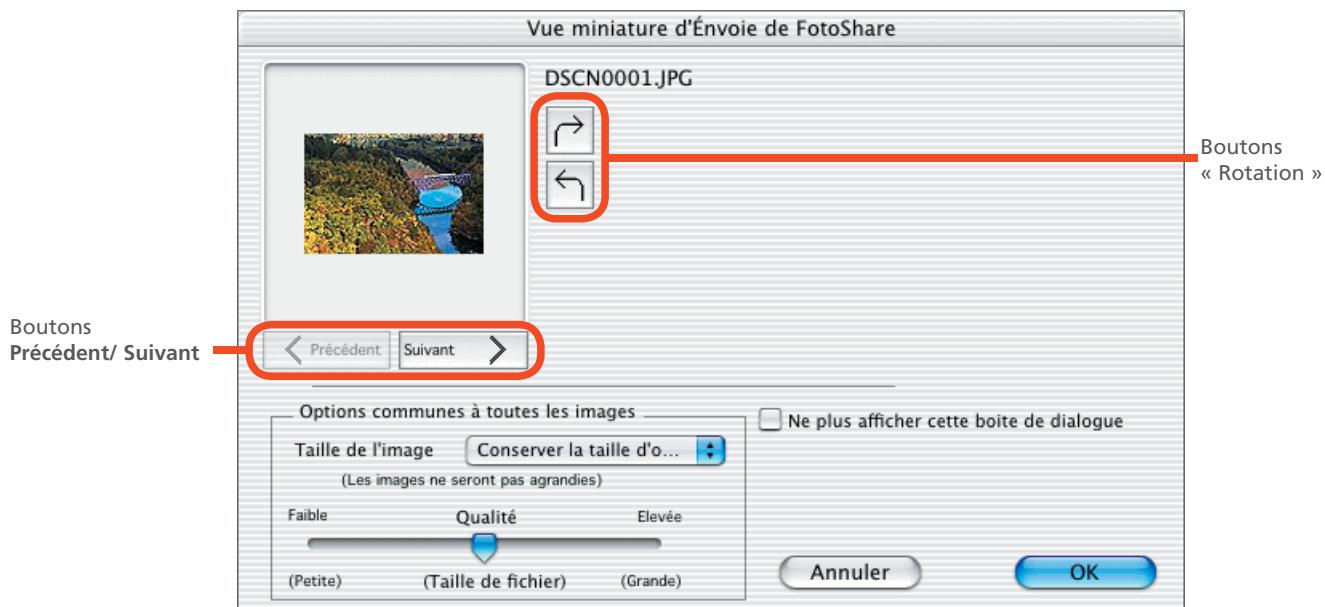 Vue miniature d'Énvoie de FotoShare
DSCN0001.JPG
Boutons
« Rotation »
Boutons
Précédent/ Suivant
Précédent
Suivant
Options communes à toutes les images
Ne plus afficher cette boite de dialogue
Taille de l'image
Conserver la taille d'o...
(Les images ne seront pas agrandies)
Faible
Qualité
Elevée
(Petite)
(Taille de fichier)
(Grande)
Annuler
OK